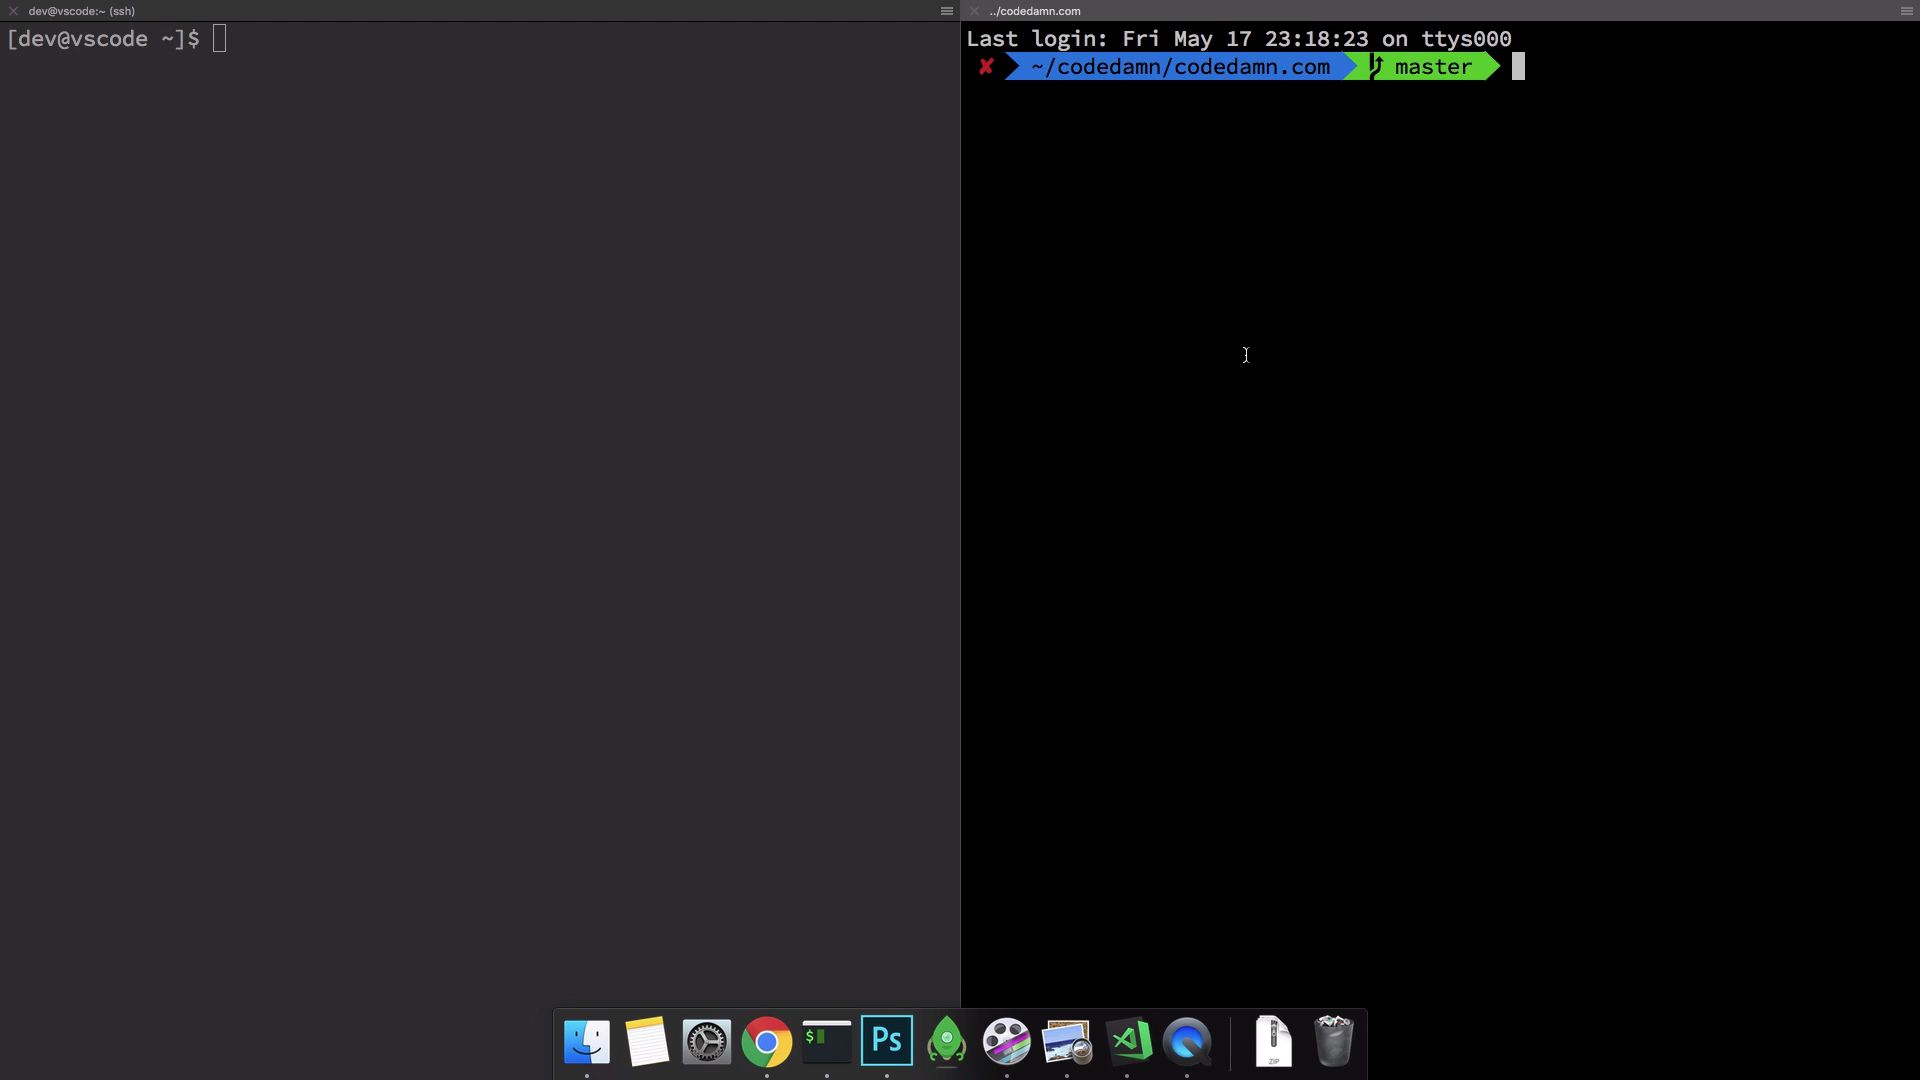 dev@vscode:~ (ssh)
[dev@vscode ~]$
../codedamn.com
Last login: Fri May 17 23:18:23 on ttys000
✘ ~/codedamn/codedamn.com master
$
Ps
ZIP